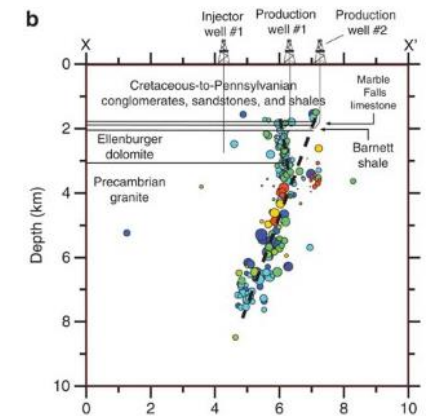 b
Injector
well #1
Production
well #1
Production
well #2
X
X'
Cretaceous-to-Pennsylvanian
conglomerates, sandstones, and shales
Marble
Falls
limestone
Ellenburger
dolomite
Barnett
shale
Precambrian
granite
Depth (km)
0
2
4
6
8
10
0
2
4
6
8
10